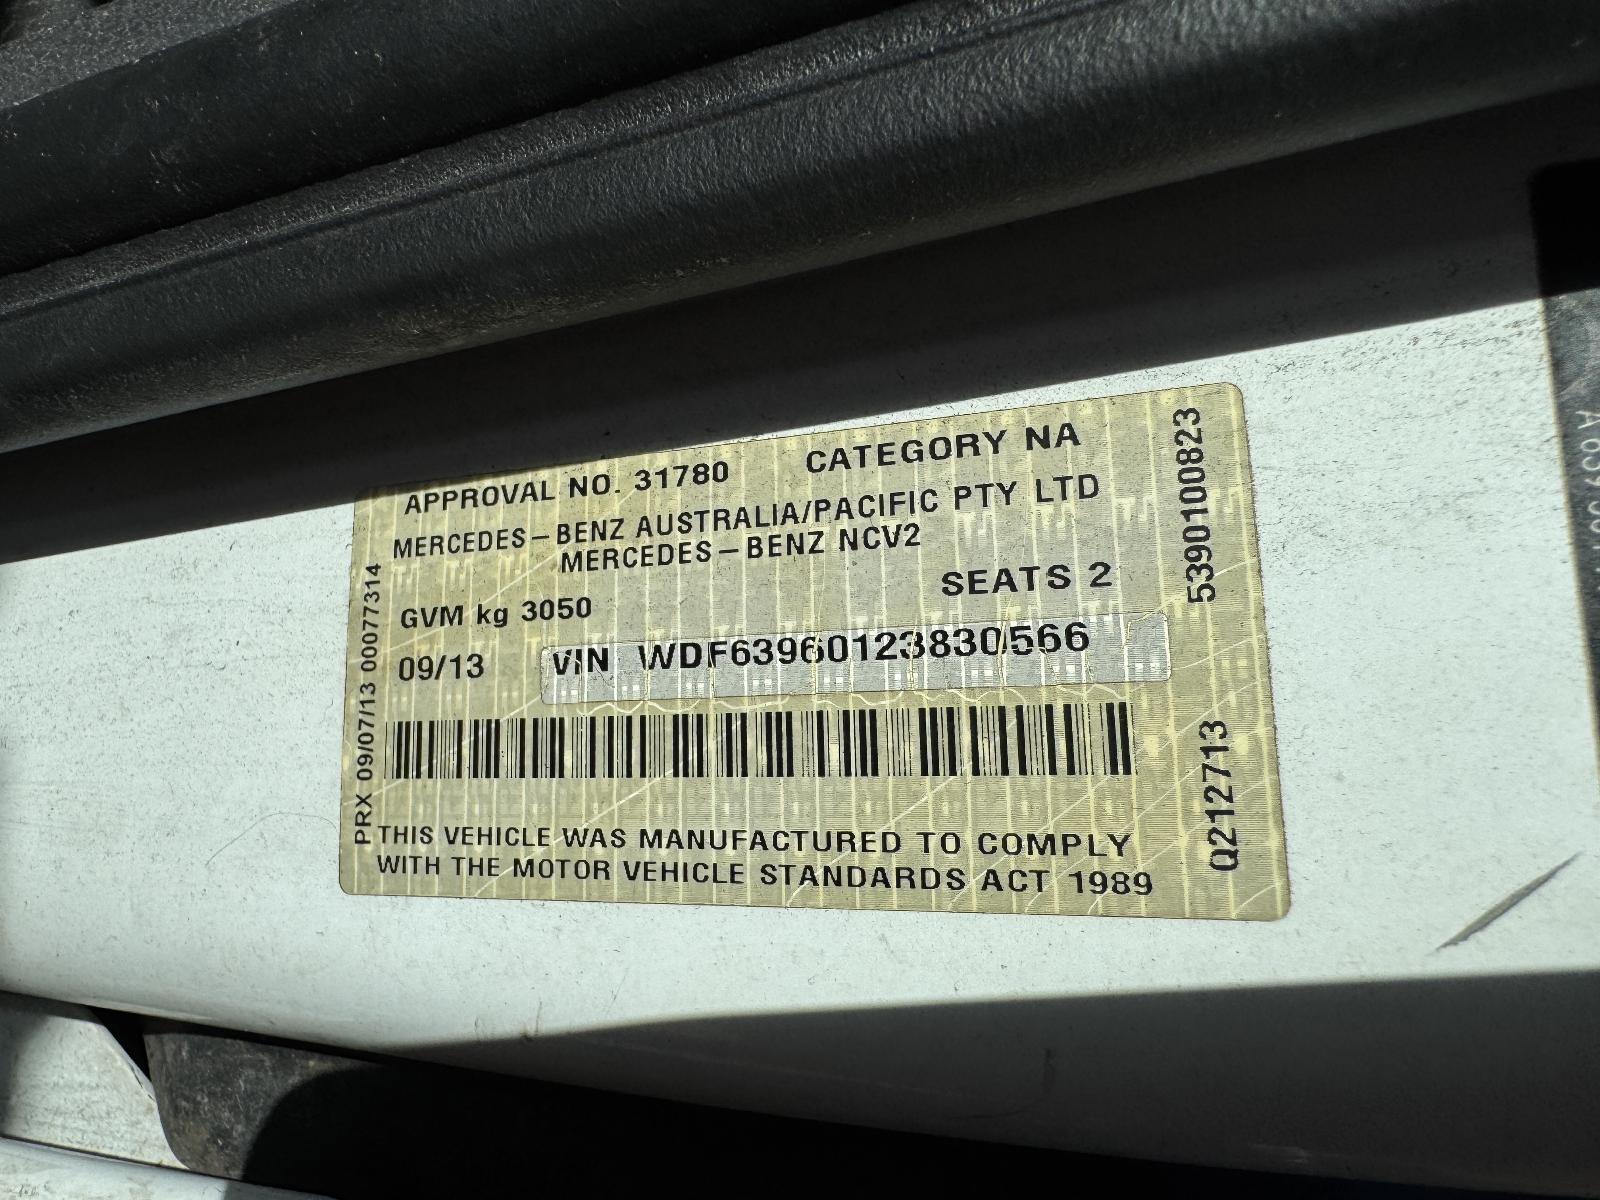 APPROVAL NO. 31780 CATEGORY NA
MERCEDES-BENZ AUSTRALIA/PACIFIC PTY LTD
MERCEDES-BENZ NCV2
SEATS 2
GVM kg 3050
09/13 VIN WDF63960123830566
THIS VEHICLE WAS MANUFACTURED TO COMPLY
WITH THE MOTOR VEHICLE STANDARDS ACT 1989
PRX 09/07/13 00077314
5390100823
Q212713